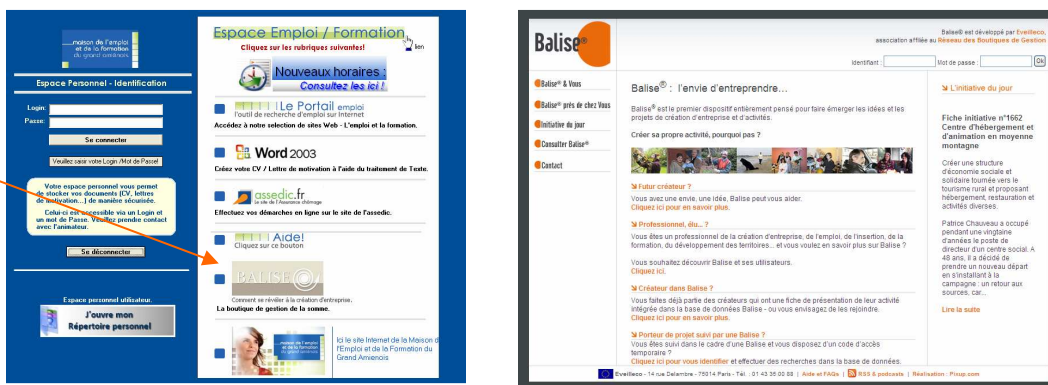 maison de l'emploi
et de la formation
du grand amiénois
Espace Personnel - Identification
Login:
Passe:
Se connecter
Veuillez saisir votre Login /Mot de Passe!
Votre espace personnel vous permet
de stocker vos documents (CV, lettres
de motivation...) de manière sécurisée.
Celui-ci est accessible via un Login et
un mot de Passe. Veuillez prendre contact
avec l'animateur.
Se déconnecter
Espace personnel utilisateur.
J'ouvre mon
Répertoire personnel
Espace Emploi / Formation
Cliquez sur les rubriques suivantes!
lien
Nouveaux horaires :
Consultez les ici !
Le Portail emploi
l'outil de recherche d'emploi sur Internet
Accédez à notre selection de sites Web - L'emploi et la formation.
Word 2003
Créez votre CV / Lettre de motivation à l'aide du traitement de Texte.
assedic.fr
Le site de l'Assurance chômage
Effectuez vos démarches en ligne sur le site de l'assedic.
Aide!
Cliquez sur ce bouton
BALISE
Comment se révéler à la création d'entreprise.
La boutique de gestion de la somme.
Ici le site Internet de la Maison d
l'Emploi et de la Formation du
Grand Amienois
Balise®
Balise® est développé par Eveilleco,
association affiliée au Réseau des Boutiques de Gestion
Identifiant :
Mot de passe :
Ok
Balise® & Vous
Balise® près de chez Vous
Initiative du jour
Consulter Balise®
Contact
Balise® : l'envie d'entreprendre...
Balise® est le premier dispositif entièrement pensé pour faire émerger les idées et les
projets de création d'entreprise et d'activités.
Créer sa propre activité, pourquoi pas ?
Futur créateur ?
Vous avez une envie, une idée, Balise peut vous aider.
Cliquez ici pour en savoir plus.
Professionnel, élu... ?
Vous êtes un professionnel de la création d'entreprise, de l'emploi, de l'insertion, de la
formation, du développement des territoires... et vous voulez en savoir plus sur Balise ?
Vous souhaitez découvrir Balise et ses utilisateurs.
Cliquez ici.
Créateur dans Balise ?
Vous faites déjà partie des créateurs qui ont une fiche de présentation de leur activité
intégrée dans la base de données Balise - ou vous envisagez de les rejoindre.
Cliquez ici pour en savoir plus.
Porteur de projet suivi par une Balise ?
Vous êtes suivi dans le cadre d'une Balise et vous disposez d'un code d'accès
temporaire ?
Cliquez ici pour vous identifier et effectuer des recherches dans la base de données.
L'initiative du jour
Fiche initiative n°1662
Centre d'hébergement et
d'animation en moyenne
montagne
Créer une structure
d'économie sociale et
solidaire tournée vers le
tourisme rural et proposant
hébergement, restauration et
activités diverses.
Patrice Chauveau a occupé
pendant une vingtaine
d'années le poste de
directeur d'un centre social. A
48 ans, il a décidé de
prendre un nouveau départ
en s'installant à la
campagne : un retour aux
sources, car...
Lire la suite
Eveilleco - 14 rue Delambre - 75014 Paris - Tél. : 01 43 35 00 88 | Aide et FAQs | RSS & podcasts | Réalisation : Pixup.com